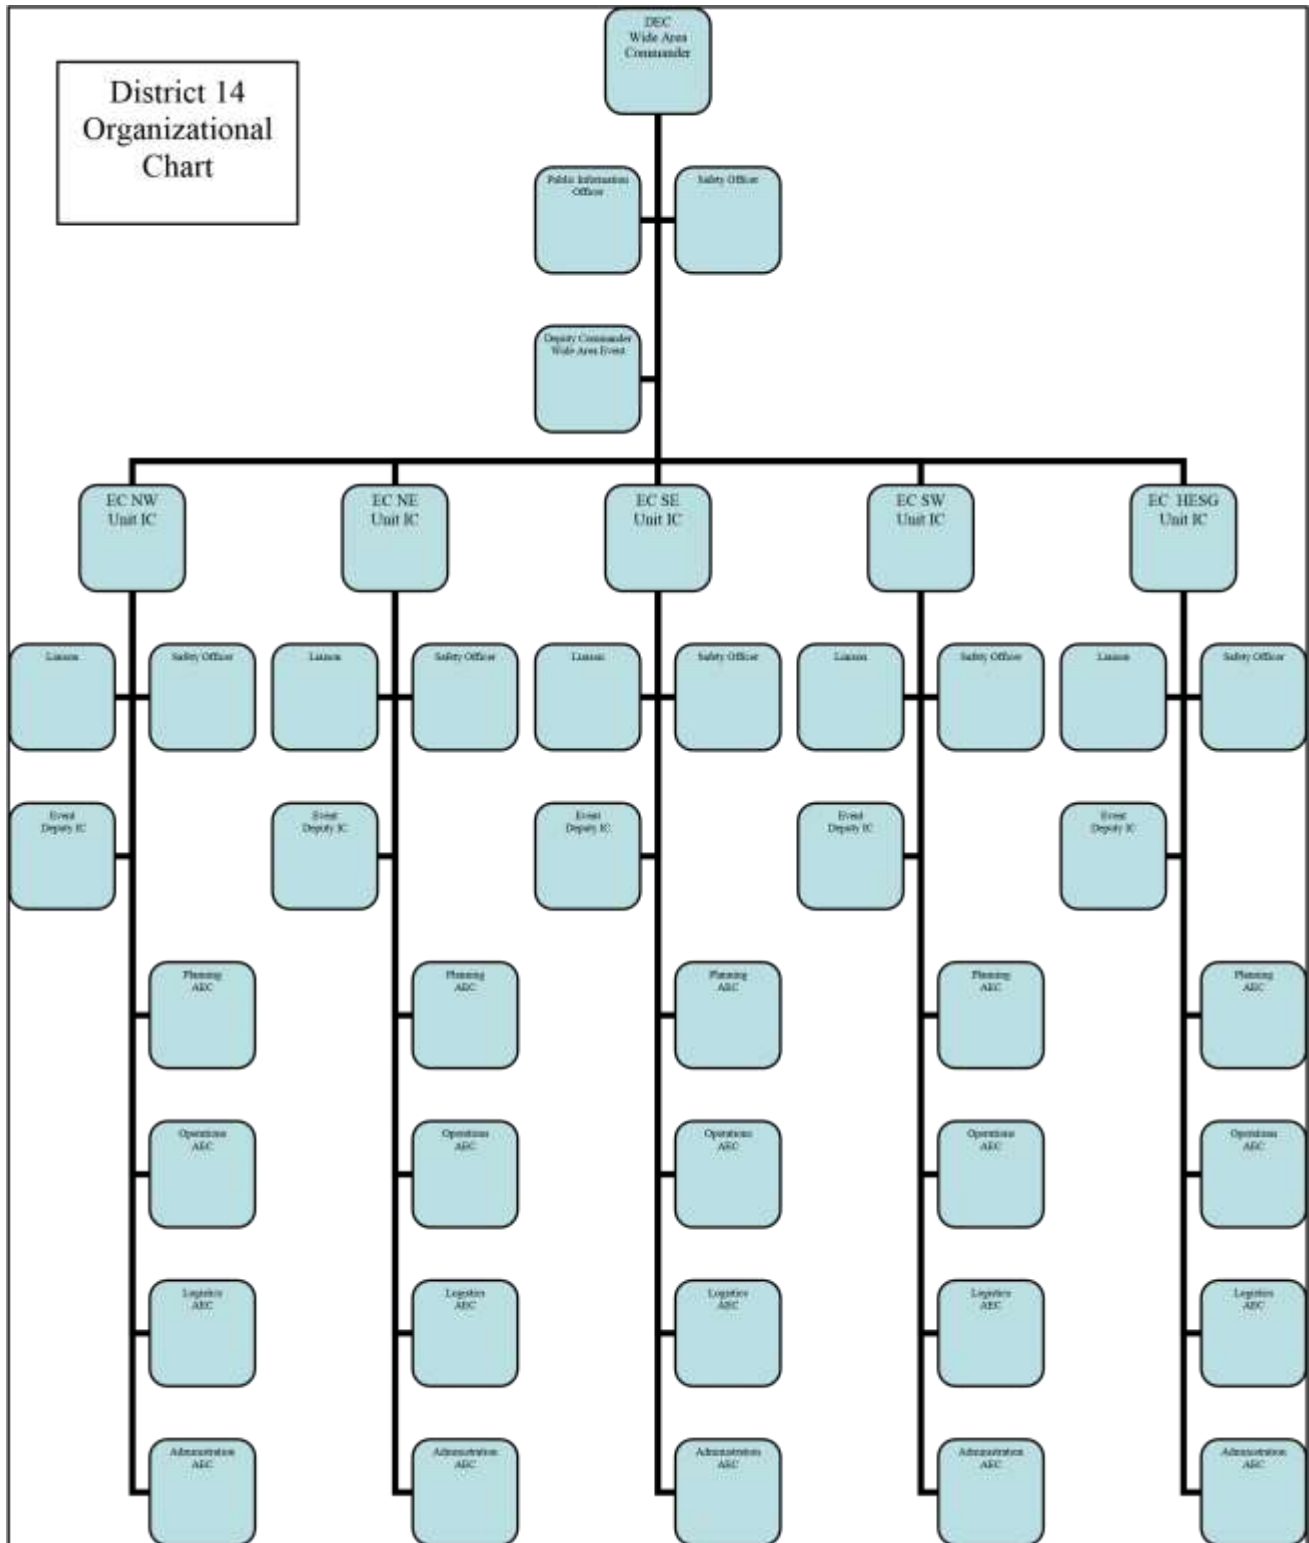 DEC
Wide Area
Commander
District 14
Organizational
Chart
Public Information
Officer
Safety Officer
Deputy Commander
Wide Area Event
EC NW
Unit IC
EC NE
Unit IC
EC SE
Unit IC
EC SW
Unit IC
EC HESG
Unit IC
Liaison
Safety Officer
Liaison
Safety Officer
Liaison
Safety Officer
Liaison
Safety Officer
Liaison
Safety Officer
Event
Deputy IC
Event
Deputy IC
Event
Deputy IC
Event
Deputy IC
Event
Deputy IC
Planning
AEC
Planning
AEC
Planning
AEC
Planning
AEC
Planning
AEC
Operations
AEC
Operations
AEC
Operations
AEC
Operations
AEC
Operations
AEC
Logistics
AEC
Logistics
AEC
Logistics
AEC
Logistics
AEC
Logistics
AEC
Administration
AEC
Administration
AEC
Administration
AEC
Administration
AEC
Administration
AEC